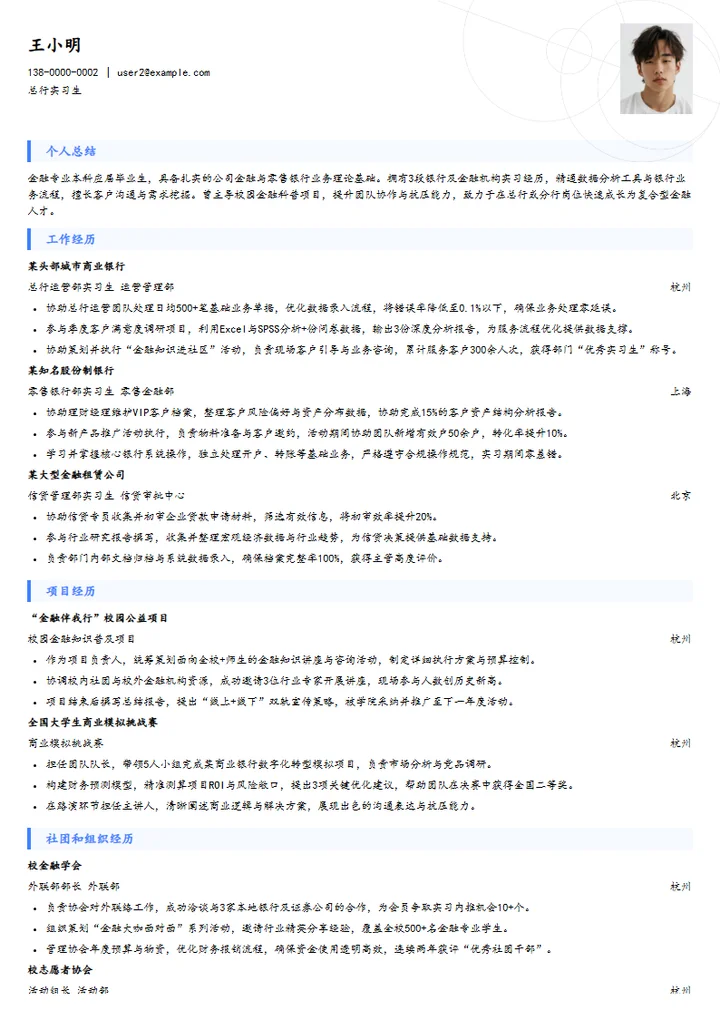 王小明
138-0000-0002 | user2@example.com
总行实习生
个人总结
金融专业本科应届毕业生，具备扎实的公司金融与零售银行业务理论基础。拥有3段银行及金融机构实习经历，精通数据分析工具与银行业
务流程，擅长客户沟通与需求挖掘。曾主导校园金融科普项目，提升团队协作与抗压能力，致力于在总行或分行岗位快速成长为复合型金融
人才。
工作经历
某头部城市商业银行
总行运营部实习生 运营管理部 杭州
• 协助总行运营团队处理日均500+笔基础业务单据，优化数据录入流程，将错误率降低至0.1%以下，确保业务处理零延误。
• 参与季度客户满意度调研项目，利用Excel与SPSS分析+份问卷数据，输出3份深度分析报告，为服务流程优化提供数据支撑。
• 协助策划并执行“金融知识进社区”活动，负责现场客户引导与业务咨询，累计服务客户300余人次，获得部门“优秀实习生”称号。
某知名股份制银行
零售银行部实习生 零售金融部 上海
• 协助理财经理维护VIP客户档案，整理客户风险偏好与资产分布数据，协助完成15%的客户资产结构分析报告。
• 参与新产品推广活动执行，负责物料准备与客户邀约，活动期间协助团队新增有效户50余户，转化率提升10%。
• 学习并掌握核心银行系统操作，独立处理开户、转账等基础业务，严格遵守合规操作规范，实习期间零差错。
某大型金融租赁公司
信贷管理部实习生 信贷审批中心 北京
• 协助信贷专员收集并初审企业贷款申请材料，筛选有效信息，将初审效率提升20%。
• 参与行业研究报告撰写，收集并整理宏观经济数据与行业趋势，为信贷决策提供基础数据支持。
• 负责部门内部文档归档与系统数据录入，确保档案完整率100%，获得主管高度评价。
项目经历
“金融伴我行”校园公益项目
校园金融知识普及项目 杭州
• 作为项目负责人，统筹策划面向全校+师生的金融知识讲座与咨询活动，制定详细执行方案与预算控制。
• 协调校内社团与校外金融机构资源，成功邀请3位行业专家开展讲座，现场参与人数创历史新高。
• 项目结束后撰写总结报告，提出“线上+线下”双轨宣传策略，被学院采纳并推广至下一年度活动。
全国大学生商业模拟挑战赛
商业模拟挑战赛 杭州
• 担任团队队长，带领5人小组完成某商业银行数字化转型模拟项目，负责市场分析与竞品调研。
• 构建财务预测模型，精准测算项目ROI与风险敞口，提出3项关键优化建议，帮助团队在决赛中获得全国二等奖。
• 在路演环节担任主讲人，清晰阐述商业逻辑与解决方案，展现出色的沟通表达与抗压能力。
社团和组织经历
校金融学会
外联部部长 外联部 杭州
• 负责协会对外联络工作，成功洽谈与3家本地银行及证券公司的合作，为会员争取实习内推机会10+个。
• 组织策划“金融大咖面对面”系列活动，邀请行业精英分享经验，覆盖全校500+名金融专业学生。
• 管理协会年度预算与物资，优化财务报销流程，确保资金使用透明高效，连续两年获评“优秀社团干部”。
校志愿者协会
活动组长 活动部 杭州